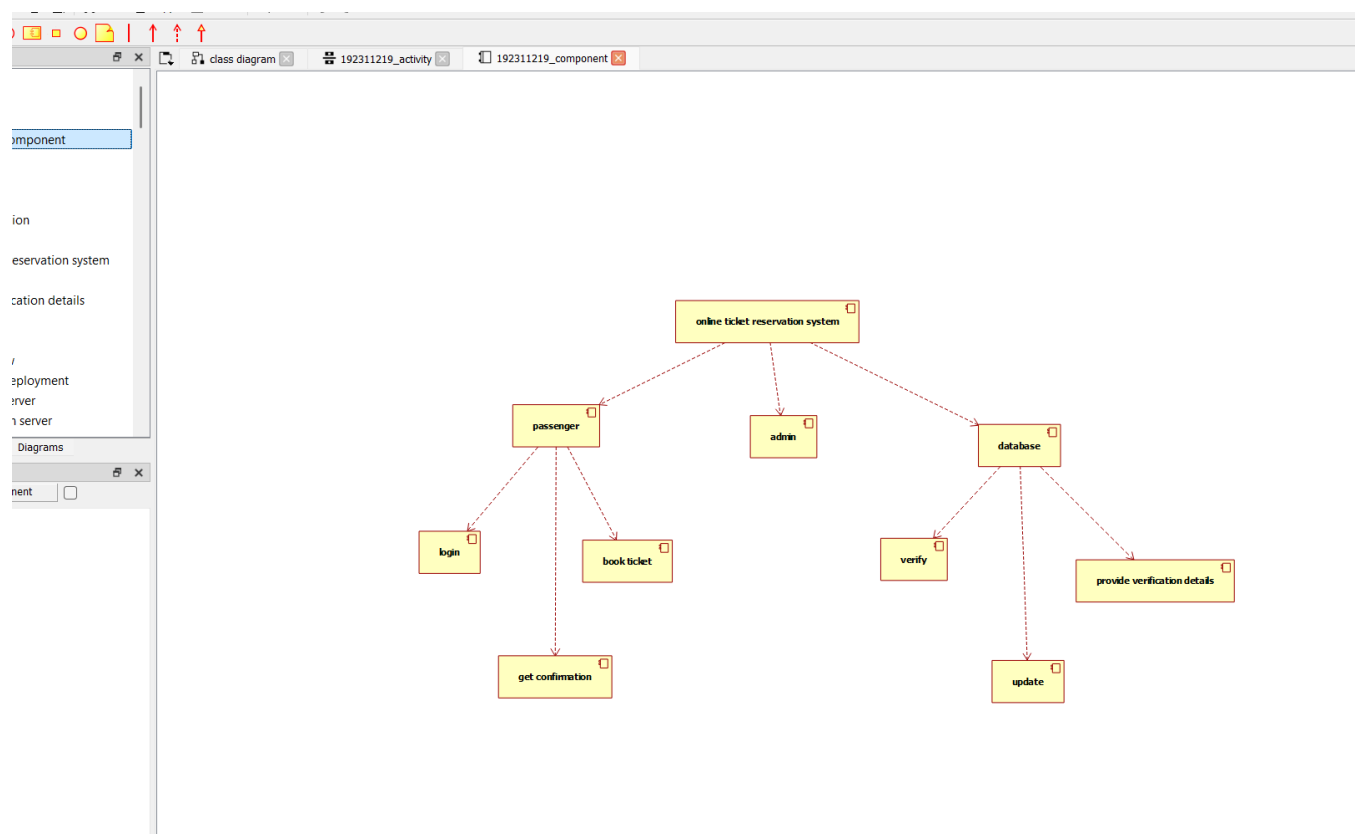 class diagram
192311219_activity
192311219_component
omponent
ion
eservation system
cation details
eployment
erver
n server
Diagrams
nent
online ticket reservation system
passenger
admin
database
login
book ticket
verify
provide verification details
get confirmation
update